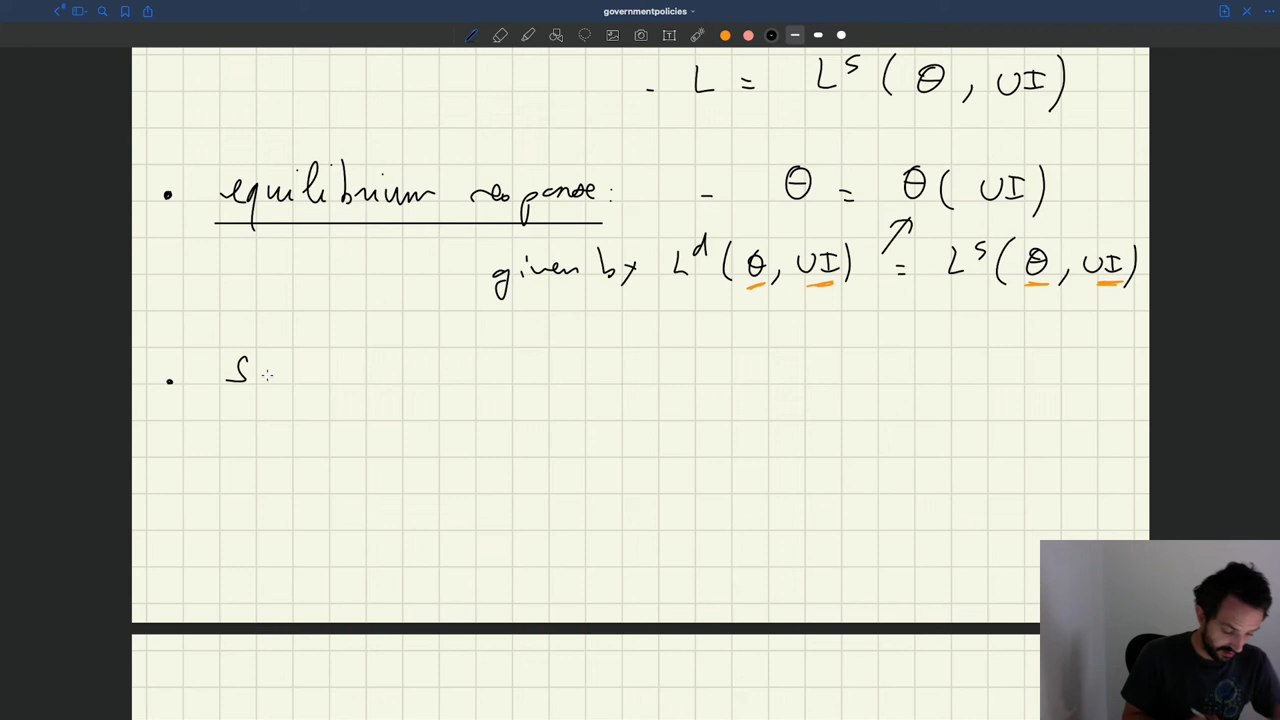 governmentpolicies
- L = L^s ( θ , UI )
• equilibrium response : - θ = θ ( UI )
given by L^d ( θ , UI ) = L^s ( θ , UI )
• S